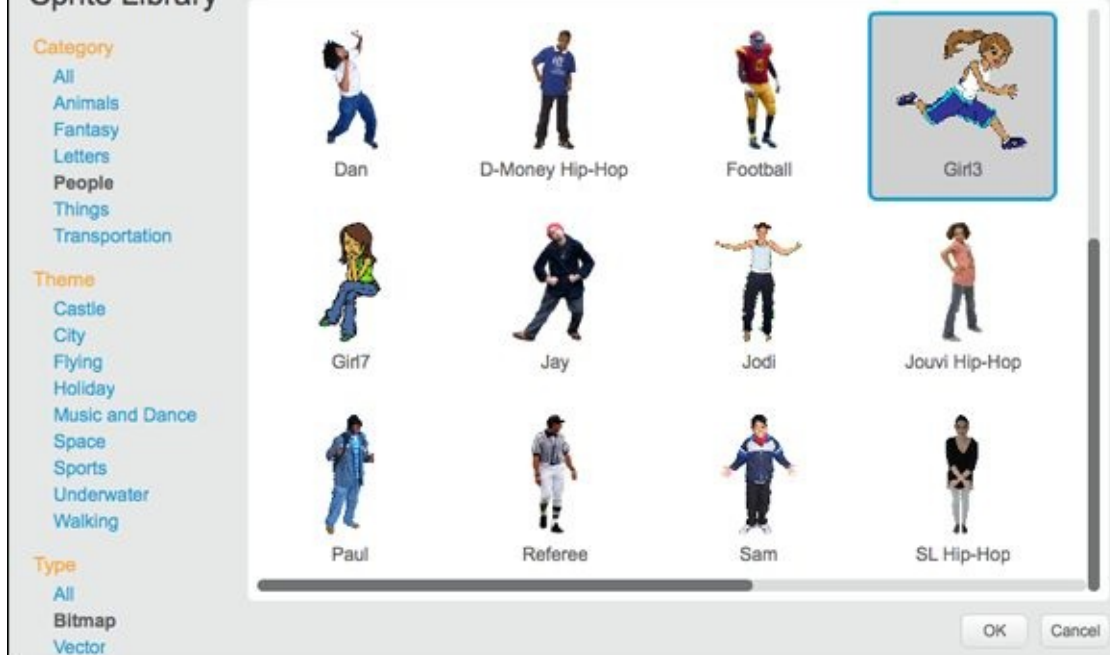 Sprite Library
Category
All
Animals
Fantasy
Letters
People
Things
Transportation
Theme
Castle
City
Flying
Holiday
Music and Dance
Space
Sports
Underwater
Walking
Type
All
Bitmap
Vector
Dan
D-Money Hip-Hop
Football
Girl3
Girl7
Jay
Jodi
Jouvi Hip-Hop
Paul
Referee
Sam
SL Hip-Hop
OK
Cancel